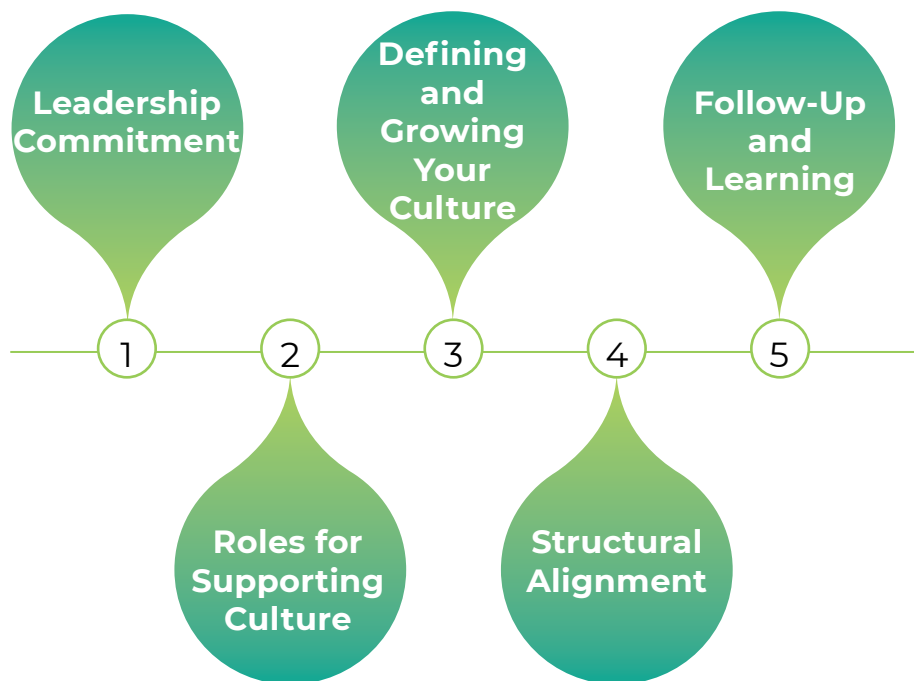 Leadership
Commitment
1
Roles for
Supporting
Culture
2
Defining
and
Growing
Your
Culture
3
Structural
Alignment
4
Follow-Up
and
Learning
5